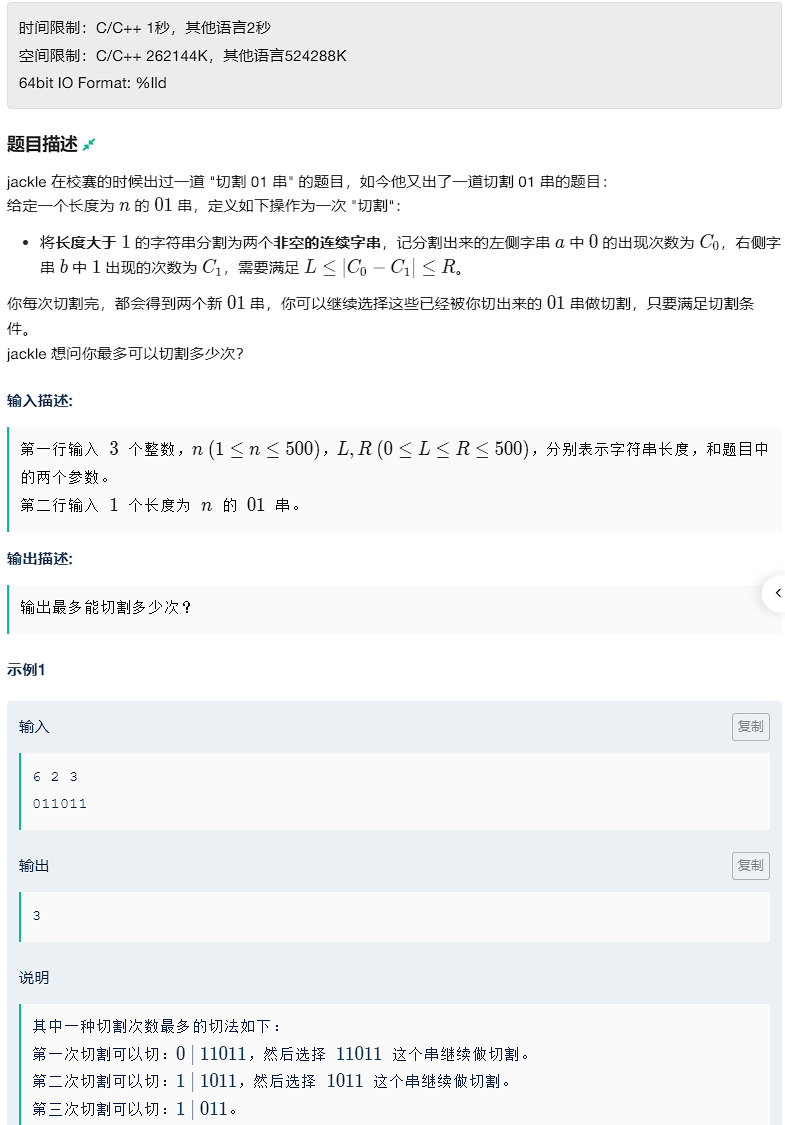 时间限制：C/C++ 1秒，其他语言2秒
空间限制：C/C++ 262144K，其他语言524288K
64bit IO Format: %lld
题目描述
jackle 在校赛的时候出过一道 "切割 01 串" 的题目，如今他又出了一道切割 01 串的题目：
给定一个长度为 n 的 01 串，定义如下操作为一次 "切割"：
• 将长度大于 1 的字符串分割为两个非空的连续字串，记分割出来的左侧字串 a 中 0 的出现次数为 C₀，右侧字
串 b 中 1 出现的次数为 C₁，需要满足 L ≤ |C₀ − C₁| ≤ R。
你每次切割完，都会得到两个新 01 串，你可以继续选择这些已经被你切出来的 01 串做切割，只要满足切割条
件。
jackle 想问你最多可以切割多少次？
输入描述:
第一行输入 3 个整数，n (1 ≤ n ≤ 500)，L, R (0 ≤ L ≤ R ≤ 500)，分别表示字符串长度，和题目中
的两个参数。
第二行输入 1 个长度为 n 的 01 串。
输出描述:
输出最多能切割多少次？
示例1
输入
复制
6 2 3
011011
输出
复制
3
说明
其中一种切割次数最多的切法如下：
第一次切割可以切：0 | 11011，然后选择 11011 这个串继续做切割。
第二次切割可以切：1 | 1011，然后选择 1011 这个串继续做切割。
第三次切割可以切：1 | 011。